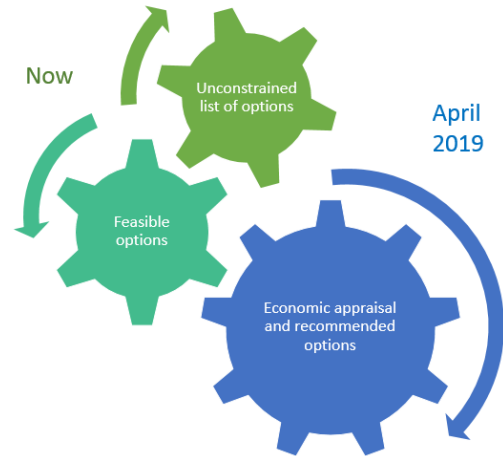 Now
Unconstrained
list of options
April
2019
Feasible
options
Economic appraisal
and recommended
options